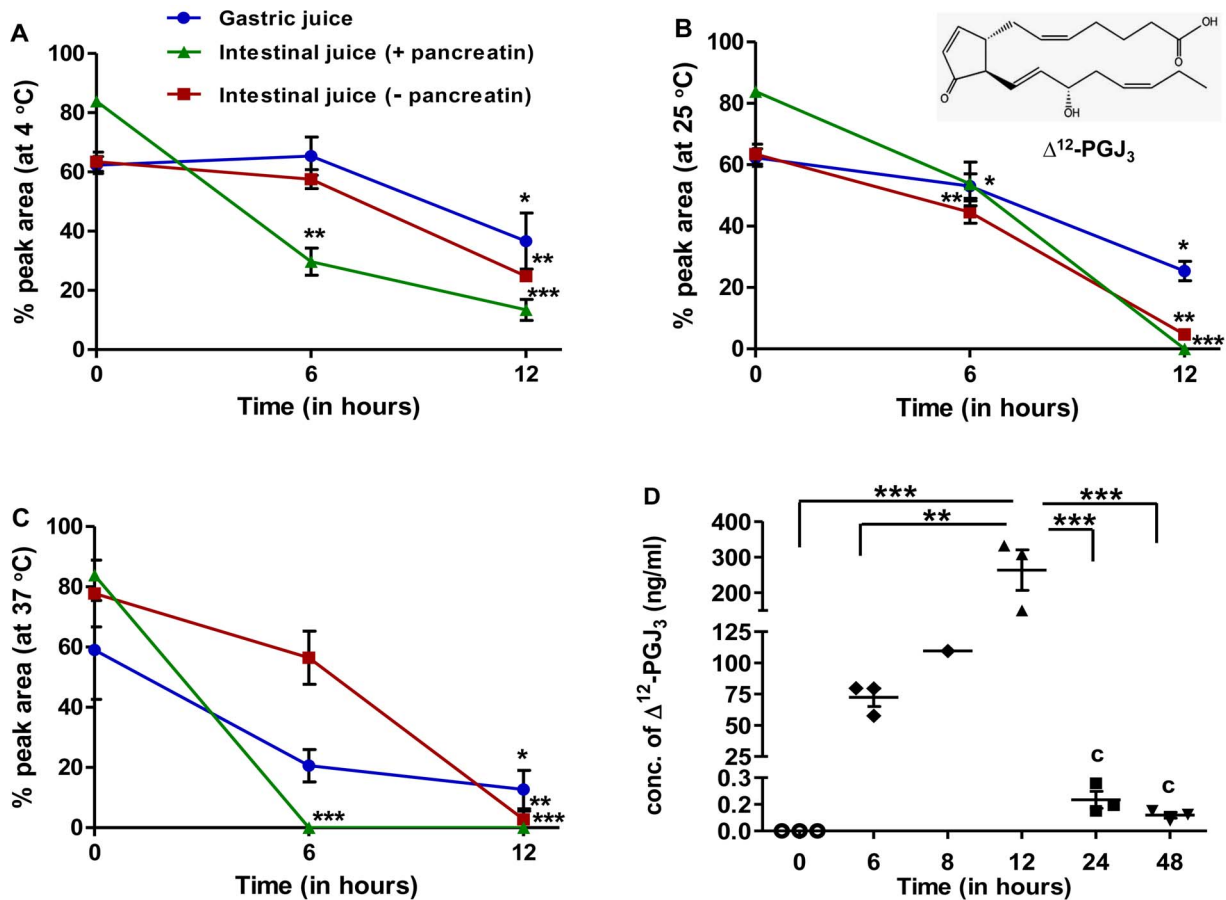 A
Gastric juice
Intestinal juice (+ pancreatin)
Intestinal juice (- pancreatin)
% peak area (at 4 °C)
100
80
60
40
20
0
**
*
**
***
0 6 12
Time (in hours)
B
% peak area (at 25 °C)
100
80
60
40
20
0
O
OH
O
OH
Δ¹²-PGJ₃
*
**
*
**
***
0 6 12
Time (in hours)
C
% peak area (at 37 °C)
100
80
60
40
20
0
***
*
**
***
0 6 12
Time (in hours)
D
conc. of Δ¹²-PGJ₃ (ng/ml)
400
300
200
125
100
75
50
25
0.3
0.2
0.0
***
**
***
***
c
c
0 6 8 12 24 48
Time (in hours)